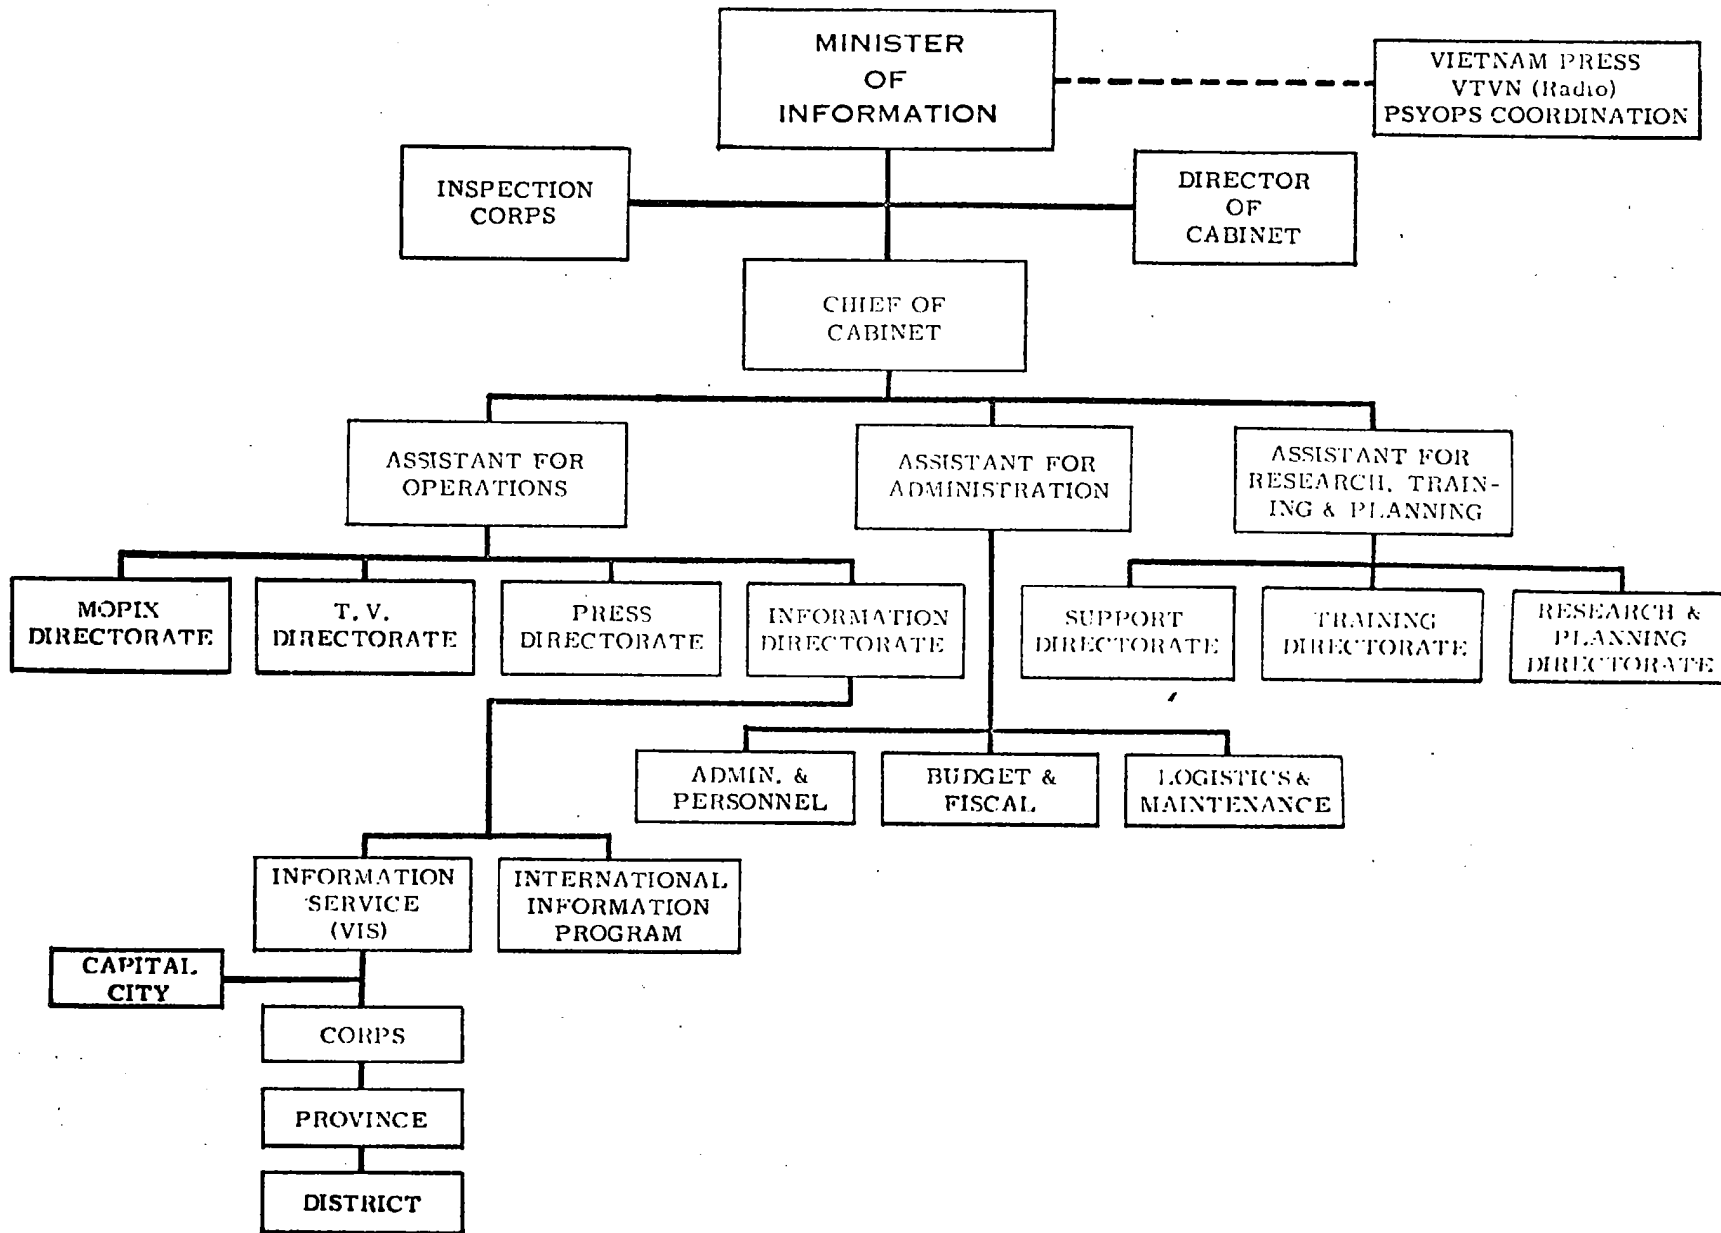 MINISTER
OF
INFORMATION
VIETNAM PRESS
VTVN (Radio)
PSYOPS COORDINATION
INSPECTION
CORPS
DIRECTOR
OF
CABINET
CHIEF OF
CABINET
ASSISTANT FOR
OPERATIONS
ASSISTANT FOR
ADMINISTRATION
ASSISTANT FOR
RESEARCH, TRAIN-
ING & PLANNING
MOPIX
DIRECTORATE
T. V.
DIRECTORATE
PRESS
DIRECTORATE
INFORMATION
DIRECTORATE
SUPPORT
DIRECTORATE
TRAINING
DIRECTORATE
RESEARCH &
PLANNING
DIRECTORATE
ADMIN. &
PERSONNEL
BUDGET &
FISCAL
LOGISTICS &
MAINTENANCE
INFORMATION
SERVICE
(VIS)
INTERNATIONAL
INFORMATION
PROGRAM
CAPITAL
CITY
CORPS
PROVINCE
DISTRICT